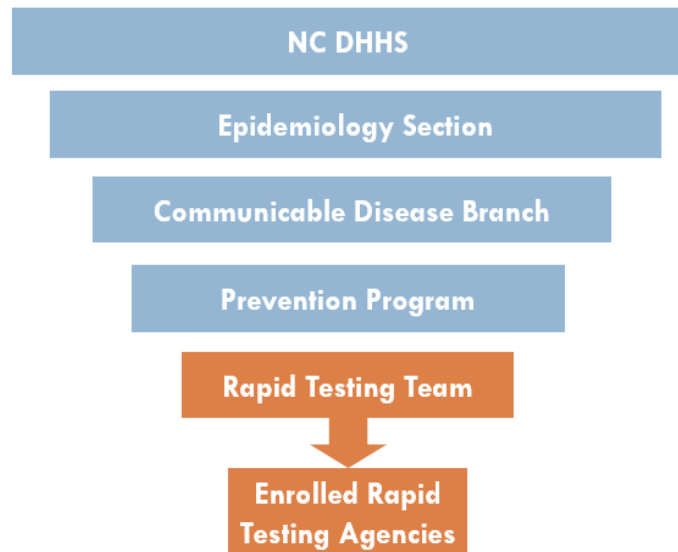 NC DHHS
Epidemiology Section
Communicable Disease Branch
Prevention Program
Rapid Testing Team
Enrolled Rapid
Testing Agencies